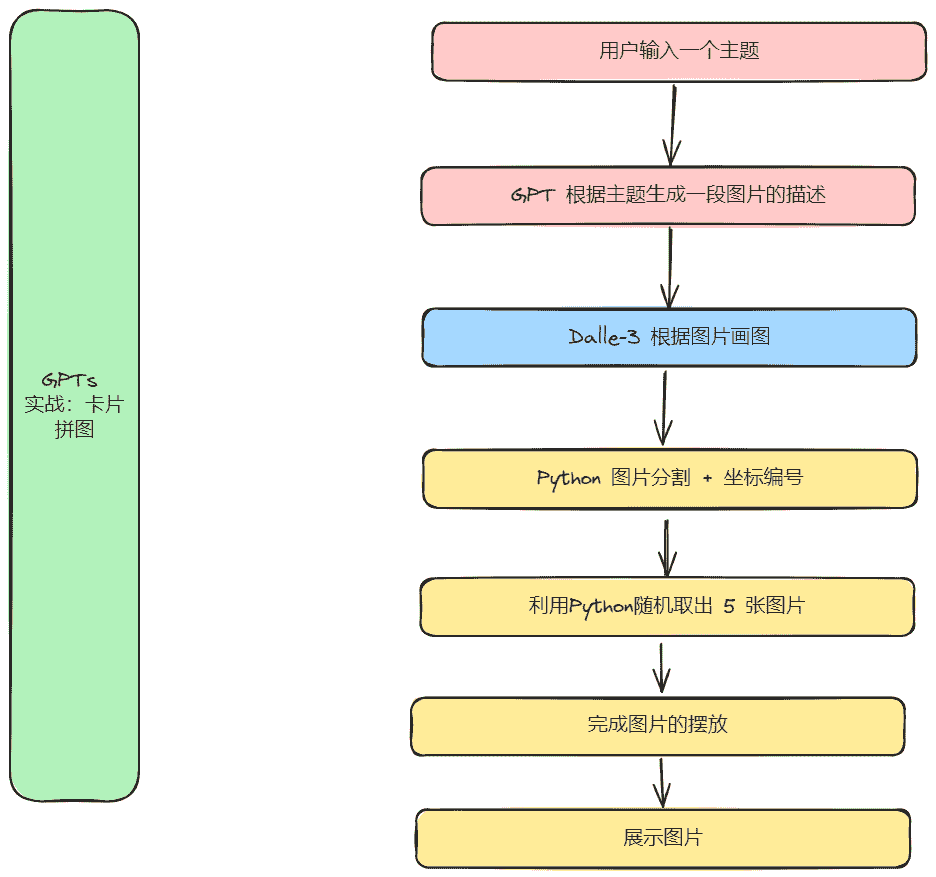 GPTs
实战：卡片
拼图
用户输入一个主题
GPT 根据主题生成一段图片的描述
Dalle-3 根据图片画图
Python 图片分割 + 坐标编号
利用Python随机取出 5 张图片
完成图片的摆放
展示图片